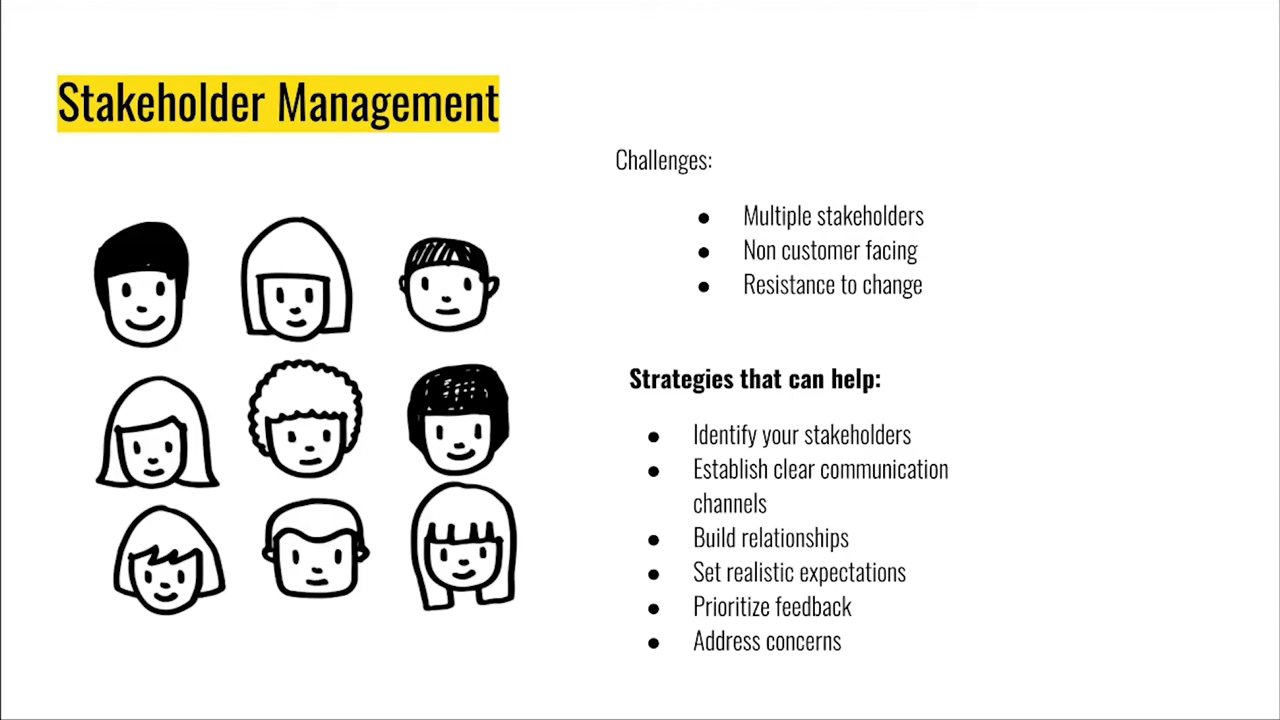 Stakeholder Management
Challenges:
● Multiple stakeholders
● Non customer facing
● Resistance to change
Strategies that can help:
● Identify your stakeholders
● Establish clear communication
channels
● Build relationships
● Set realistic expectations
● Prioritize feedback
● Address concerns